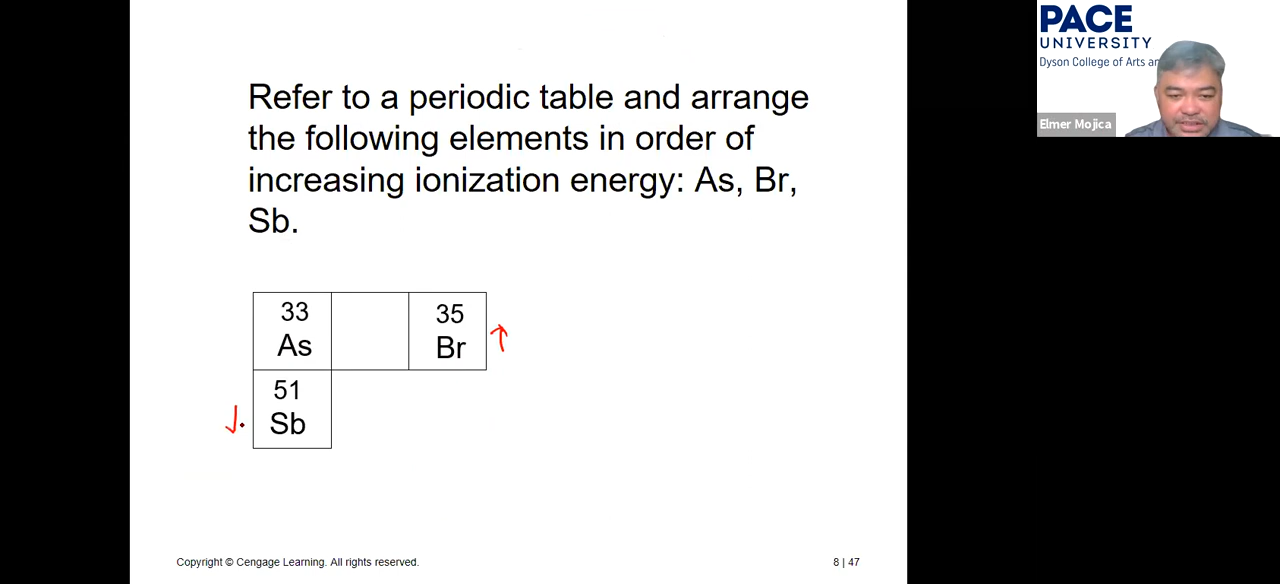 PACE
UNIVERSITY
Dyson College of Arts
Elmer Mojica
Refer to a periodic table and arrange
the following elements in order of
increasing ionization energy: As, Br,
Sb.
33
35
As
Br
51
Sb
Copyright © Cengage Learning. All rights reserved.
8 | 47